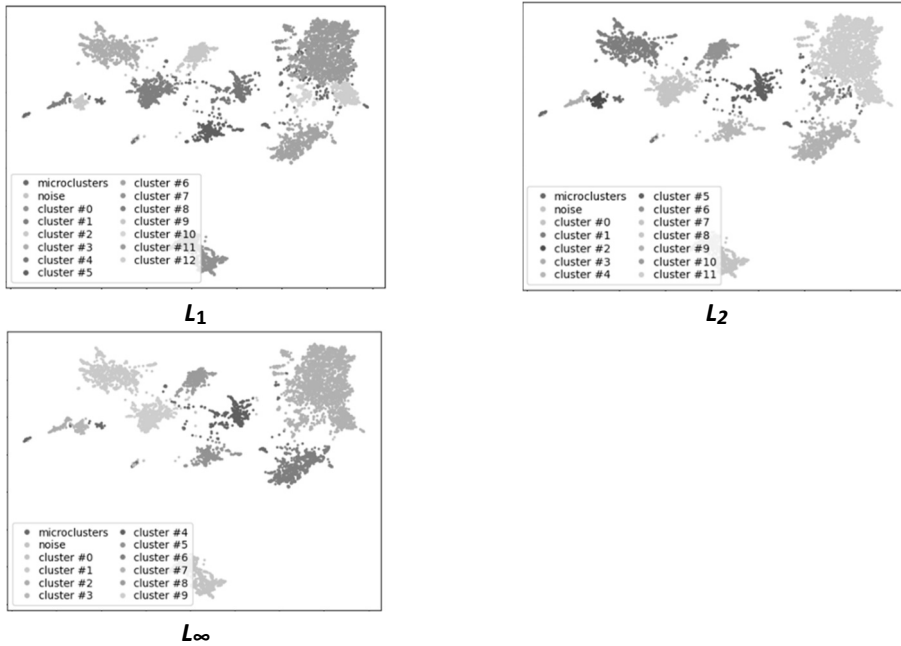 microclusters cluster #6
noise cluster #7
cluster #0 cluster #8
cluster #1 cluster #9
cluster #2 cluster #10
cluster #3 cluster #11
cluster #4 cluster #12
cluster #5
L1
microclusters cluster #5
noise cluster #6
cluster #0 cluster #7
cluster #1 cluster #8
cluster #2 cluster #9
cluster #3 cluster #10
cluster #4 cluster #11
L2
microclusters cluster #4
noise cluster #5
cluster #0 cluster #6
cluster #1 cluster #7
cluster #2 cluster #8
cluster #3 cluster #9
L∞